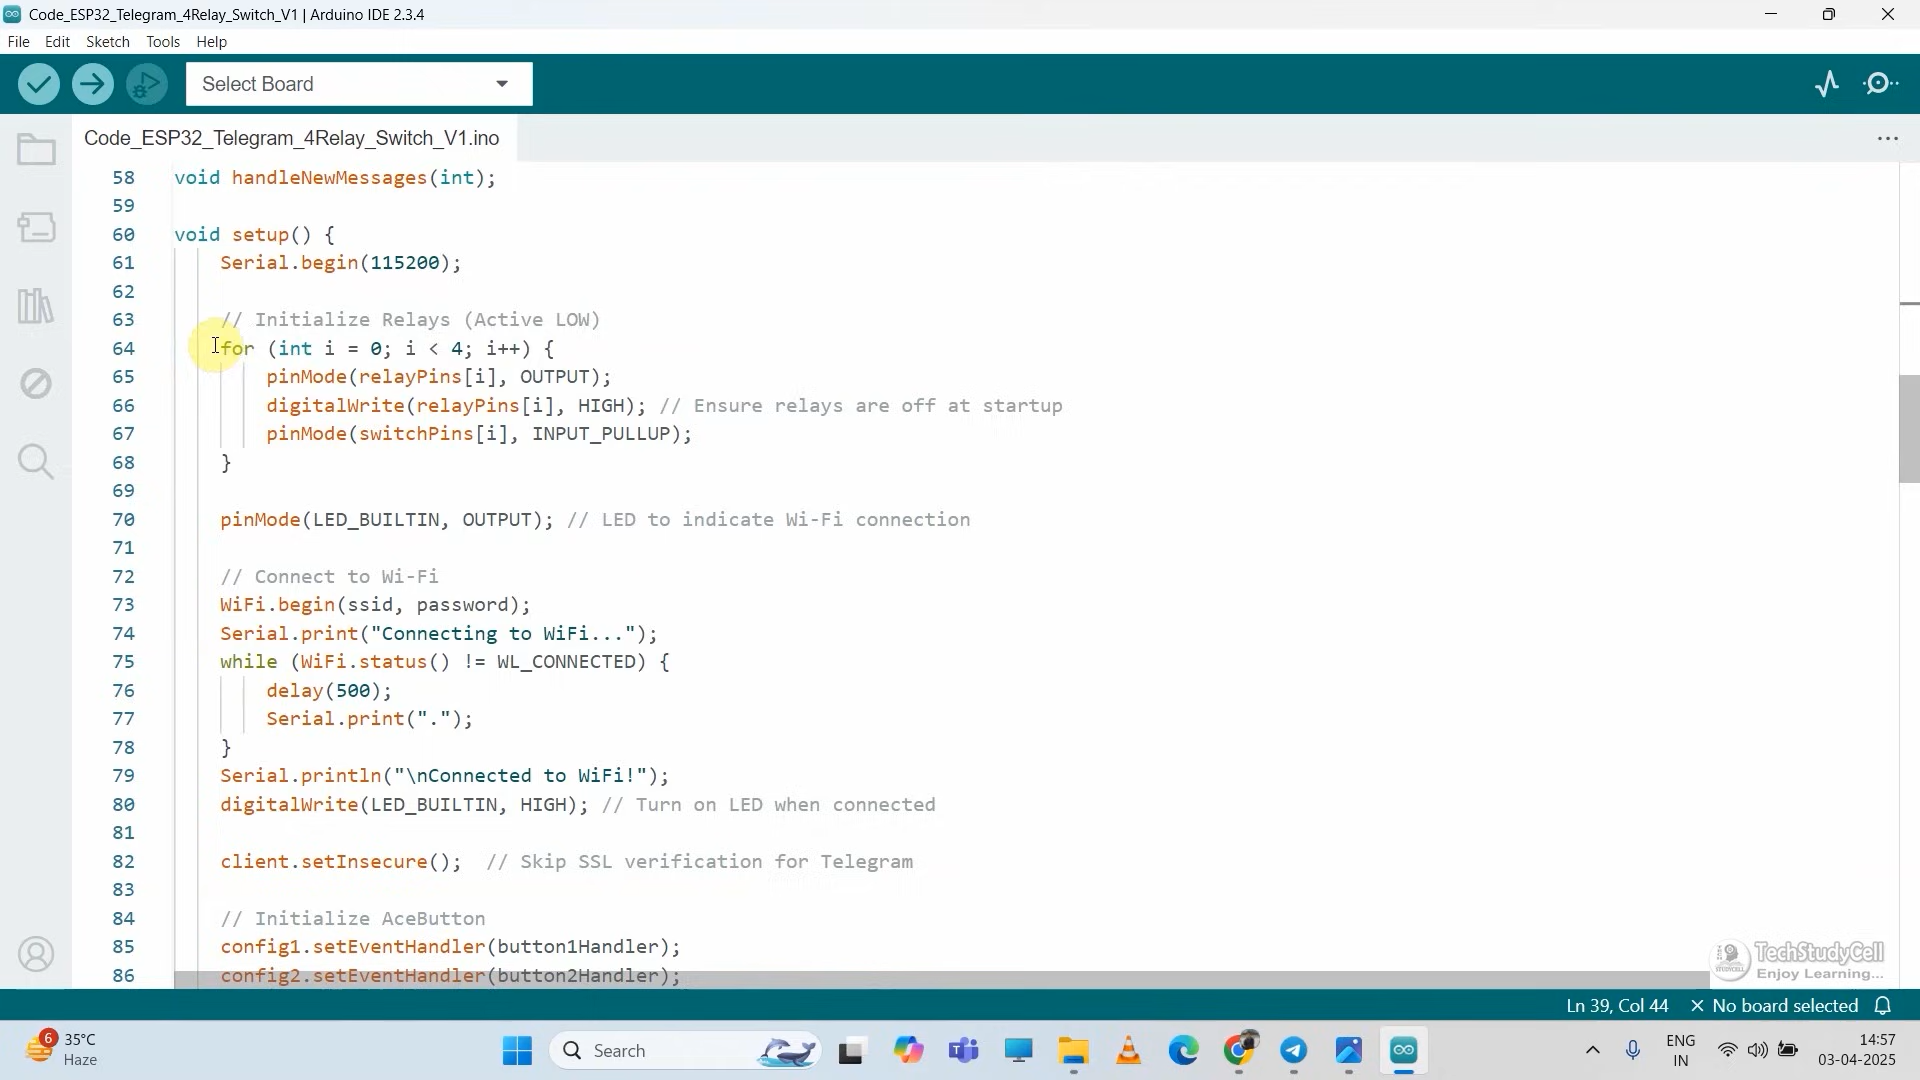 Code_ESP32_Telegram_4Relay_Switch_V1 | Arduino IDE 2.3.4
File Edit Sketch Tools Help
Select Board
Code_ESP32_Telegram_4Relay_Switch_V1.ino
58 void handleNewMessages(int);
59
60 void setup() {
61 Serial.begin(115200);
62
63 // Initialize Relays (Active LOW)
64 for (int i = 0; i < 4; i++) {
65 pinMode(relayPins[i], OUTPUT);
66 digitalWrite(relayPins[i], HIGH); // Ensure relays are off at startup
67 pinMode(switchPins[i], INPUT_PULLUP);
68 }
69
70 pinMode(LED_BUILTIN, OUTPUT); // LED to indicate Wi-Fi connection
71
72 // Connect to Wi-Fi
73 WiFi.begin(ssid, password);
74 Serial.print("Connecting to WiFi...");
75 while (WiFi.status() != WL_CONNECTED) {
76 delay(500);
77 Serial.print(".");
78 }
79 Serial.println("\nConnected to WiFi!");
80 digitalWrite(LED_BUILTIN, HIGH); // Turn on LED when connected
81
82 client.setInsecure(); // Skip SSL verification for Telegram
83
84 // Initialize AceButton
85 config1.setEventHandler(button1Handler);
86 config2.setEventHandler(button2Handler);
TechStudyCell
Enjoy Learning...
Ln 39, Col 44 No board selected
6 35°C
Haze
Search
ENG
IN
14:57
03-04-2025